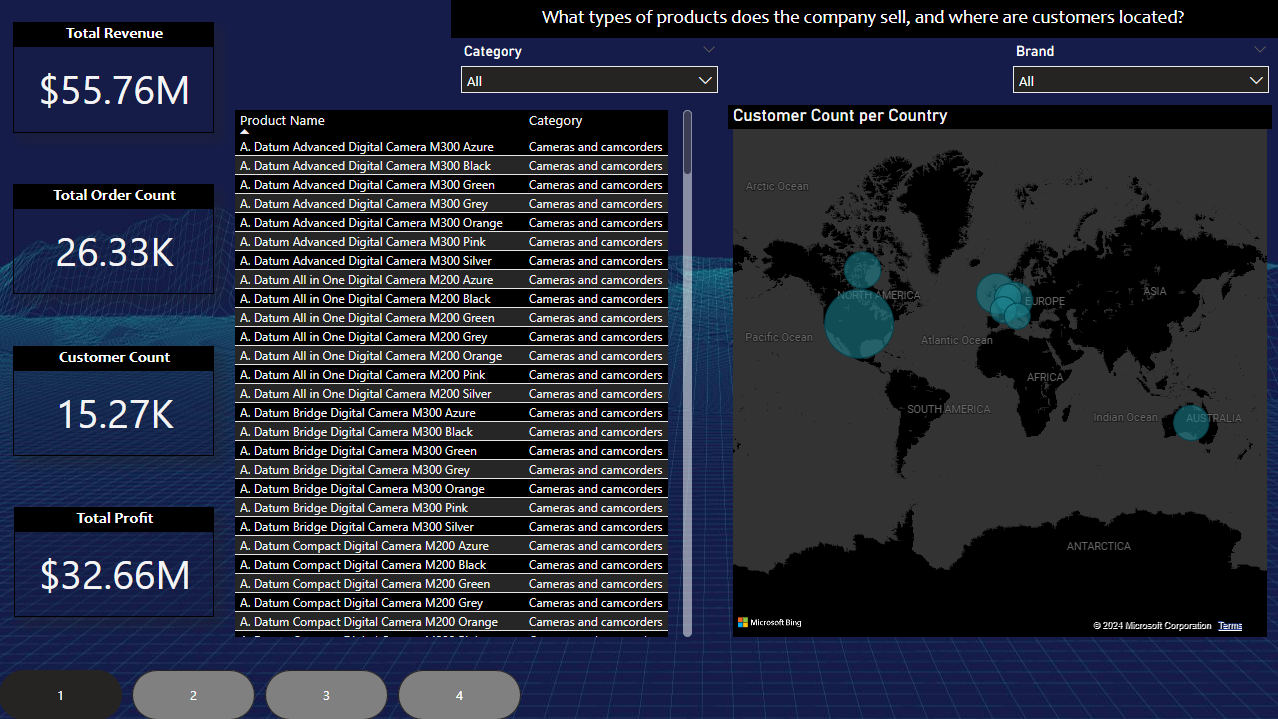 What types of products does the company sell, and where are customers located?
Total Revenue
$55.76M
Total Order Count
26.33K
Customer Count
15.27K
Total Profit
$32.66M
Category
All
Brand
All
Product Name Category
A. Datum Advanced Digital Camera M300 Azure Cameras and camcorders
A. Datum Advanced Digital Camera M300 Black Cameras and camcorders
A. Datum Advanced Digital Camera M300 Green Cameras and camcorders
A. Datum Advanced Digital Camera M300 Grey Cameras and camcorders
A. Datum Advanced Digital Camera M300 Orange Cameras and camcorders
A. Datum Advanced Digital Camera M300 Pink Cameras and camcorders
A. Datum Advanced Digital Camera M300 Silver Cameras and camcorders
A. Datum All in One Digital Camera M200 Azure Cameras and camcorders
A. Datum All in One Digital Camera M200 Black Cameras and camcorders
A. Datum All in One Digital Camera M200 Green Cameras and camcorders
A. Datum All in One Digital Camera M200 Grey Cameras and camcorders
A. Datum All in One Digital Camera M200 Orange Cameras and camcorders
A. Datum All in One Digital Camera M200 Pink Cameras and camcorders
A. Datum All in One Digital Camera M200 Silver Cameras and camcorders
A. Datum Bridge Digital Camera M300 Azure Cameras and camcorders
A. Datum Bridge Digital Camera M300 Black Cameras and camcorders
A. Datum Bridge Digital Camera M300 Green Cameras and camcorders
A. Datum Bridge Digital Camera M300 Grey Cameras and camcorders
A. Datum Bridge Digital Camera M300 Orange Cameras and camcorders
A. Datum Bridge Digital Camera M300 Pink Cameras and camcorders
A. Datum Bridge Digital Camera M300 Silver Cameras and camcorders
A. Datum Compact Digital Camera M200 Azure Cameras and camcorders
A. Datum Compact Digital Camera M200 Black Cameras and camcorders
A. Datum Compact Digital Camera M200 Green Cameras and camcorders
A. Datum Compact Digital Camera M200 Grey Cameras and camcorders
A. Datum Compact Digital Camera M200 Orange Cameras and camcorders
Customer Count per Country
Arctic Ocean
NORTH AMERICA
EUROPE
ASIA
Pacific Ocean
Atlantic Ocean
AFRICA
SOUTH AMERICA
Indian Ocean
AUSTRALIA
ANTARCTICA
Microsoft Bing
© 2024 Microsoft Corporation Terms
1
2
3
4